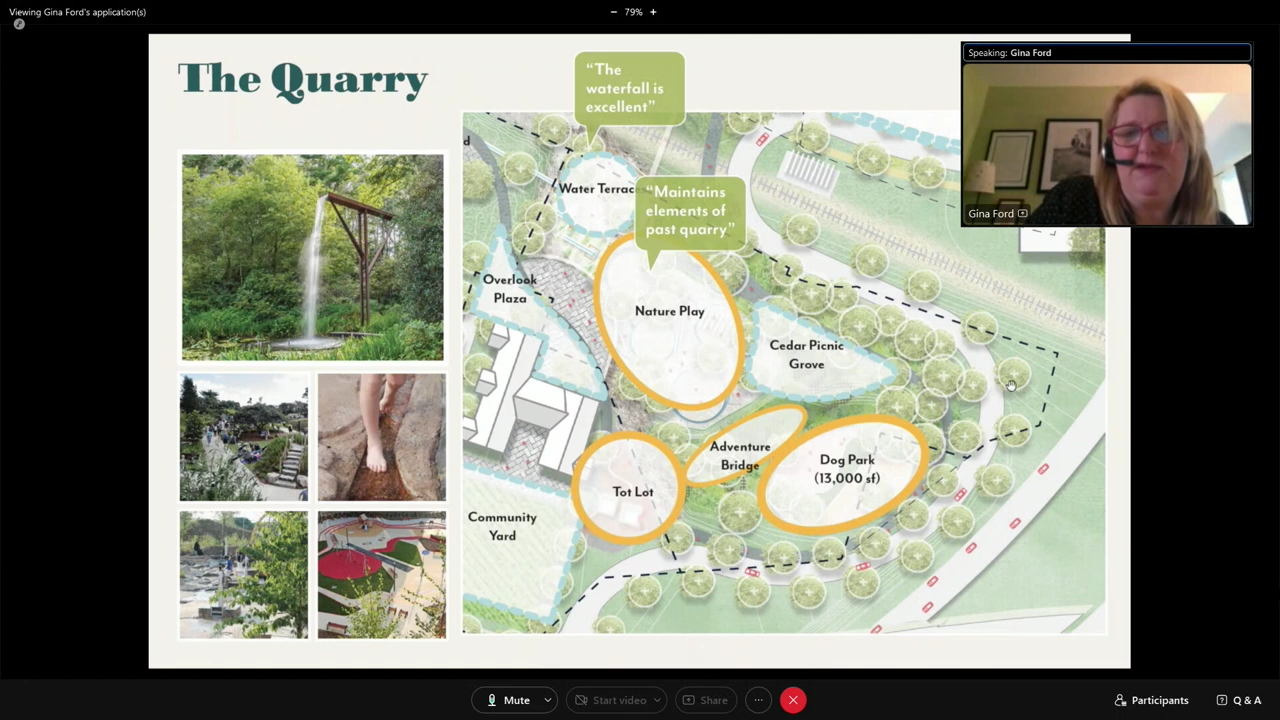 Viewing Gina Ford's application(s)
79%
Speaking: Gina Ford
Gina Ford
The Quarry
“The
waterfall is
excellent”
d
Water Terrac
“Maintains
elements of
past quarry”
Overlook
Plaza
Nature Play
Cedar Picnic
Grove
Adventure
Bridge
Dog Park
(13,000 sf)
Tot Lot
Community
Yard
Mute
Start video
Share
Participants
Q & A